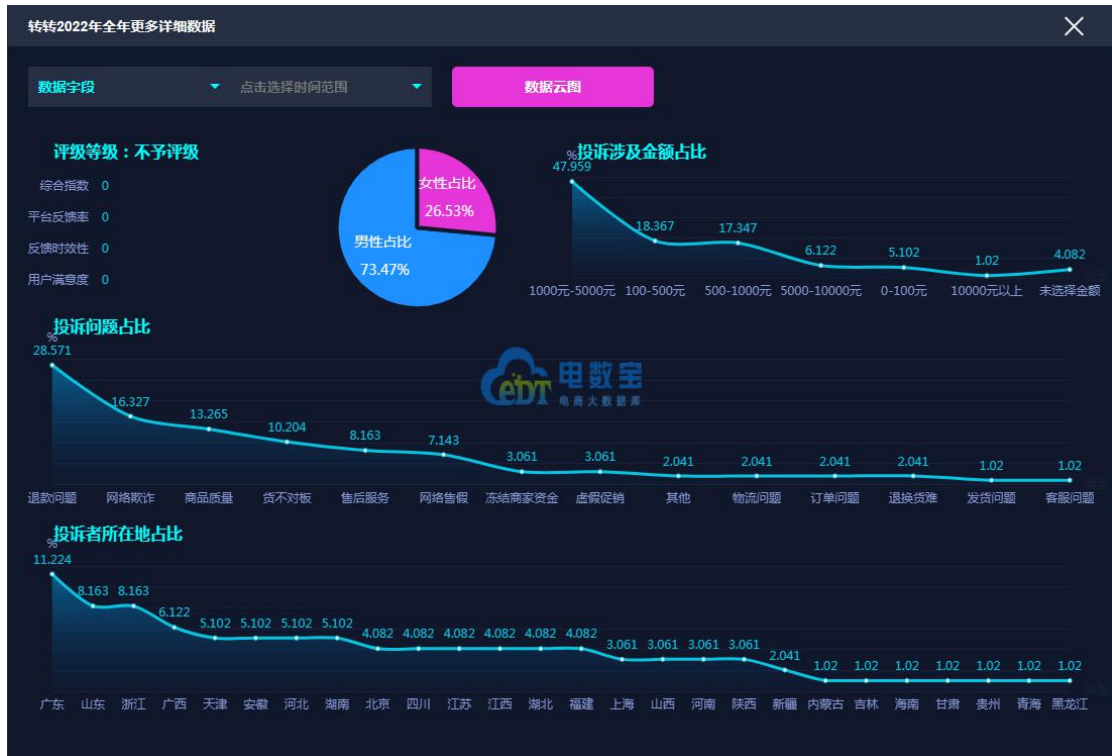 转转2022年全年更多详细数据
数据字段 点击选择时间范围 数据云图
评级等级：不予评级
综合指数 0
平台反馈率 0
反馈时效性 0
用户满意度 0
女性占比
26.53%
男性占比
73.47%
投诉涉及金额占比
%
47.959 18.367 17.347 6.122 5.102 1.02 4.082
1000元-5000元 100-500元 500-1000元 5000-10000元 0-100元 10000元以上 未选择金额
投诉问题占比
%
28.571 16.327 13.265 10.204 8.163 7.143 3.061 3.061 2.041 2.041 2.041 2.041 1.02 1.02
退款问题 网络欺诈 商品质量 货不对板 售后服务 网络售假 冻结商家资金 虚假促销 其他 物流问题 订单问题 退换货难 发货问题 客服问题
eDT 电数宝
电商大数据库
投诉者所在地占比
%
11.224 8.163 8.163 6.122 5.102 5.102 5.102 5.102 4.082 4.082 4.082 4.082 4.082 4.082 3.061 3.061 3.061 3.061 2.041 1.02 1.02 1.02 1.02 1.02 1.02 1.02
广东 山东 浙江 广西 天津 安徽 河北 湖南 北京 四川 江苏 江西 湖北 福建 上海 山西 河南 陕西 新疆 内蒙古 吉林 海南 甘肃 贵州 青海 黑龙江